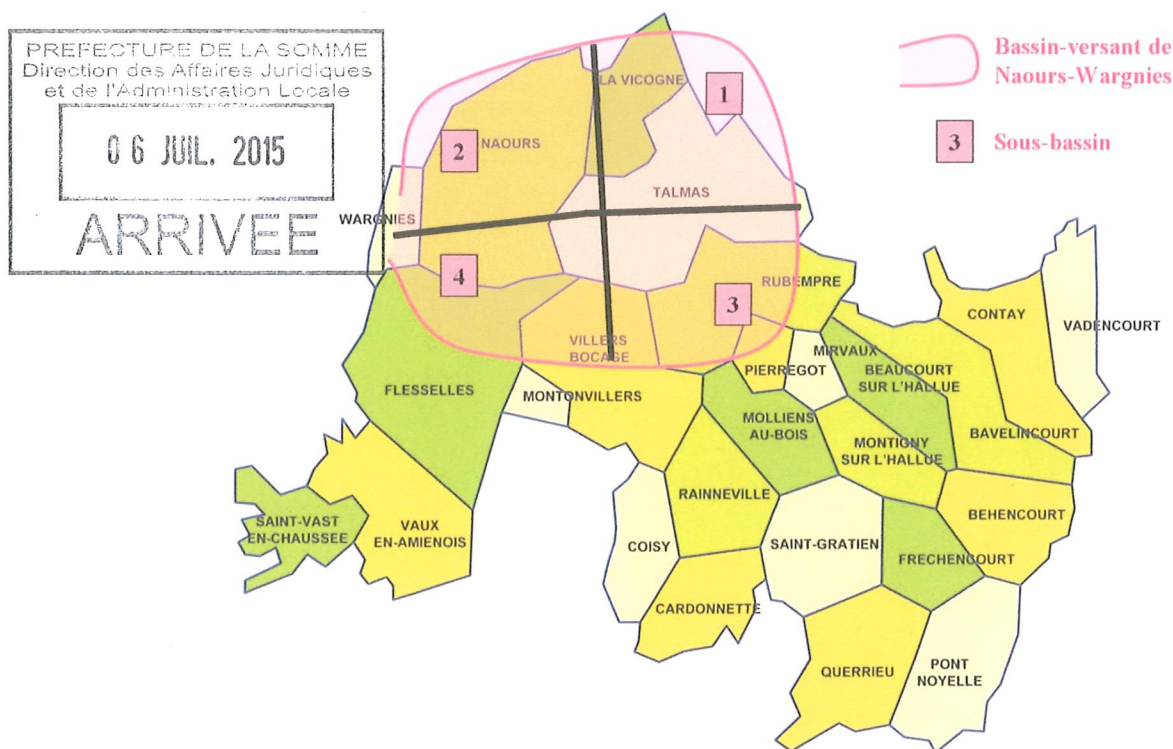 PREFECTURE DE LA SOMME
Direction des Affaires Juridiques
et de l'Administration Locale
06 JUIL. 2015
ARRIVEE
Bassin-versant de
Naours-Wargnies
3 Sous-bassin
LA VICOGNE
1
2
NAOURS
TALMAS
WARGNIES
4
3
RUBEMPRE
CONTAY
VADENCOURT
VILLERS
BOCAGE
MIRVAUX
PIERREGOT
BEAUCOURT
SUR L'HALLUE
FLESSELLES
MONTONVILLERS
MOLLIENS
AU-BOIS
MONTIGNY
SUR L'HALLUE
BAVELINCOURT
RAINNEVILLE
BEHENCOURT
SAINT-VAST
EN-CHAUSSEE
VAUX
EN-AMIENOIS
COISY
SAINT-GRATIEN
FRECHENCOURT
CARDONNETTE
QUERRIEU
PONT
NOYELLE